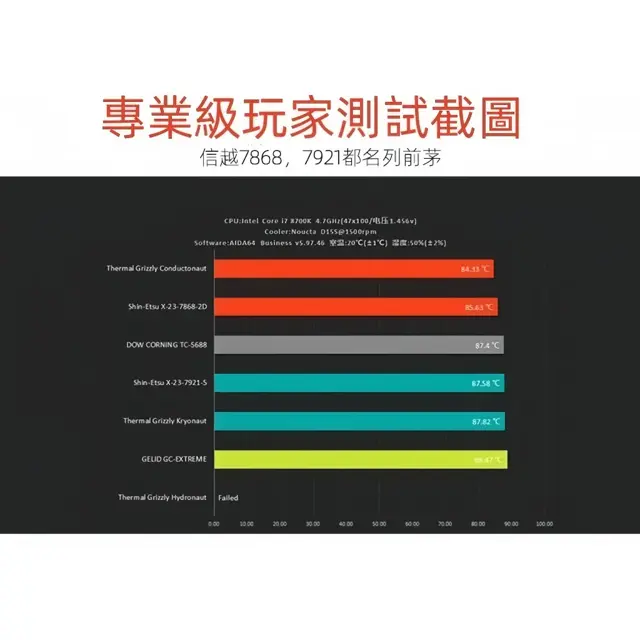 專業級玩家測試截圖
信越7868，7921都名列前茅
CPU:Intel Core i7 8700K 4.7GHz(47x100/电压1.456v)
Cooler:Noucta D15S@1500rpm
Software:AIDA64 Business v5.97.46 室温:20℃(±1℃) 湿度:50%(±2%)
Thermal Grizzly Conductonaut 84.33 ℃
Shin-Etsu X-23-7868-2D 85.63 ℃
DOW CORNING TC-5688 87.4 ℃
Shin-Etsu X-23-7921-5 87.58 ℃
Thermal Grizzly Kryonaut 87.82 ℃
GELID GC-EXTREME
Thermal Grizzly Hydronaut Failed
0.00 10.00 20.00 30.00 40.00 50.00 60.00 70.00 80.00 90.00 100.00